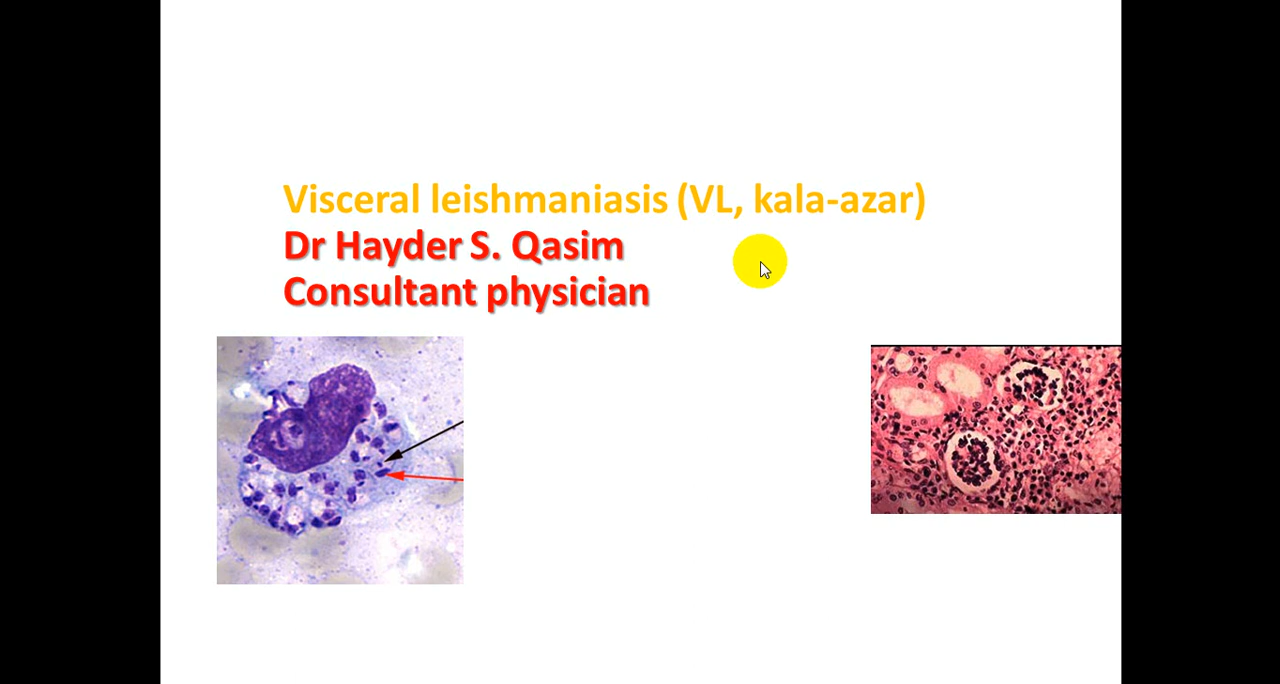 Visceral leishmaniasis (VL, kala-azar)
Dr Hayder S. Qasim
Consultant physician